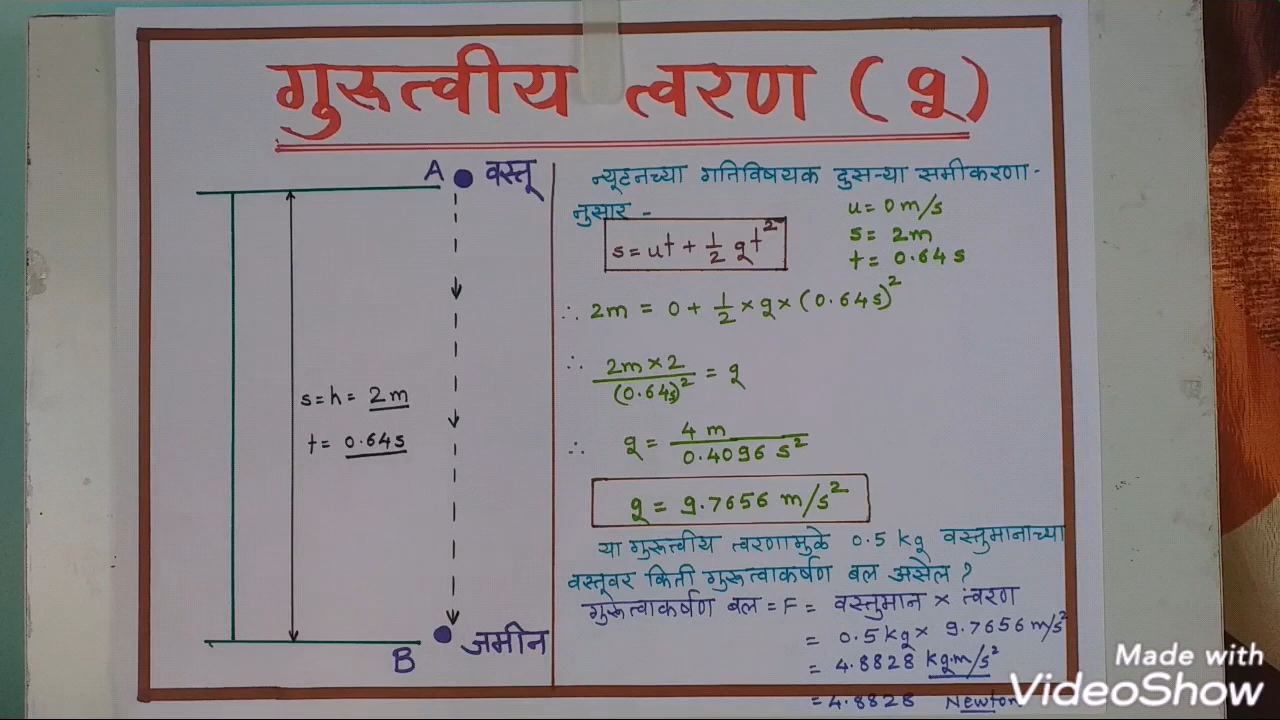 गुरूत्वीय त्वरण (g)
A वस्तू
s=h= 2m
t= 0.64s
जमीन
B
न्यूटनच्या गतिविषयक दुसऱ्या समीकरणा-
नुसार -
u= 0 m/s
s= 2m
t= 0.64 s
s= ut + 1/2 gt²
∴ 2m = 0 + 1/2 × g × (0.64s)²
∴ 2m × 2 / (0.64s)² = g
∴ g = 4 m / 0.4096 s²
g = 9.7656 m/s²
या गुरूत्वीय त्वरणामुळे 0.5 kg वस्तुमानाच्या
वस्तूवर किती गुरूत्वाकर्षण बल असेल ?
गुरूत्वाकर्षण बल = F = वस्तुमान × त्वरण
= 0.5 kg × 9.7656 m/s²
= 4.8828 kg.m/s²
= 4.8828 Newton
Made with
VideoShow